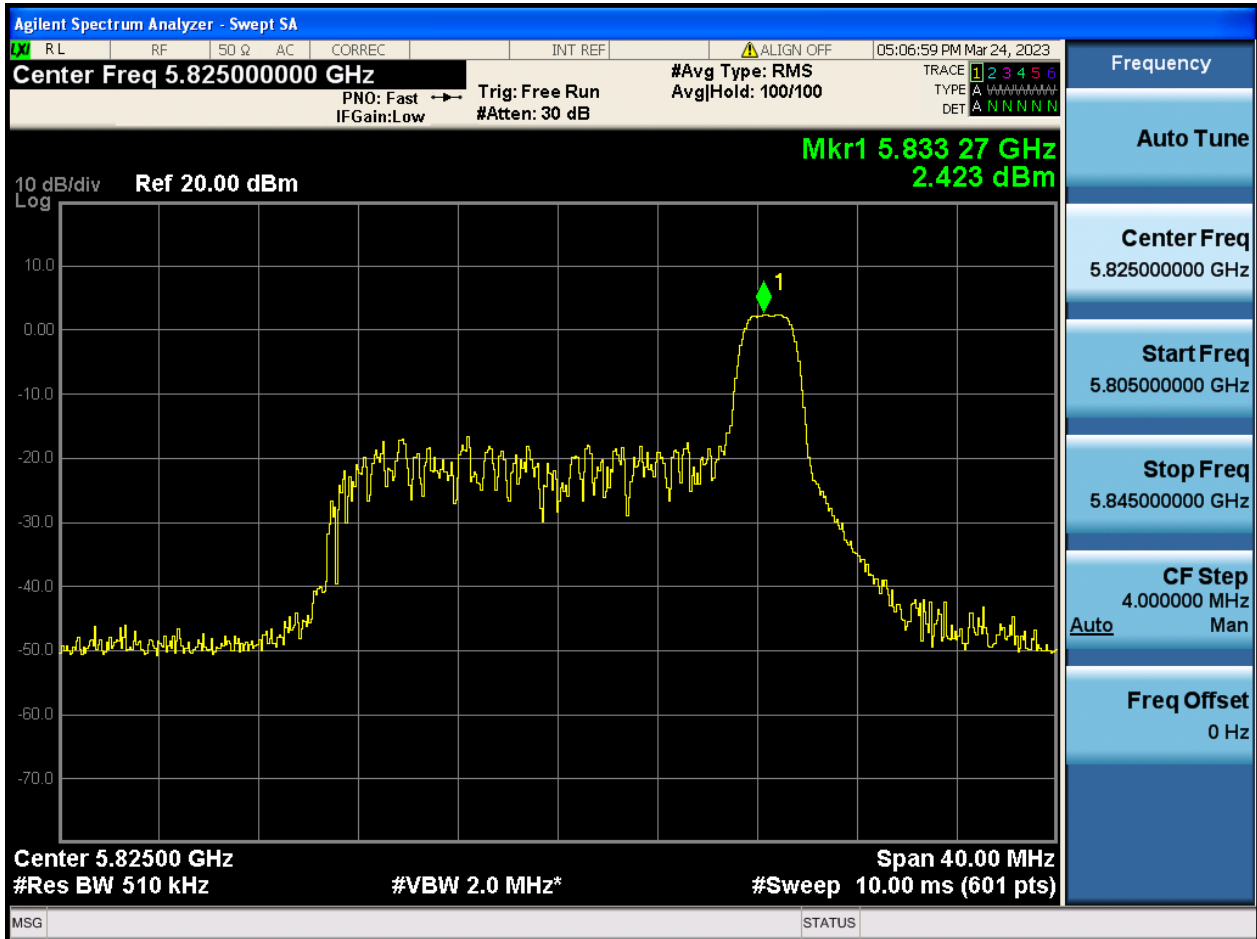 Agilent Spectrum Analyzer - Swept SA
LXI RL RF 50 Ω AC CORREC INT REF ALIGN OFF 05:06:59 PM Mar 24, 2023
Center Freq 5.825000000 GHz
PNO: Fast
IFGain:Low
Trig: Free Run
#Atten: 30 dB
#Avg Type: RMS
Avg|Hold: 100/100
TRACE 1 2 3 4 5 6
TYPE A WWWWWW
DET A N N N N N
Mkr1 5.833 27 GHz
2.423 dBm
10 dB/div Ref 20.00 dBm
Log
1
10.0
0.00
-10.0
-20.0
-30.0
-40.0
-50.0
-60.0
-70.0
Center 5.82500 GHz Span 40.00 MHz
#Res BW 510 kHz #VBW 2.0 MHz* #Sweep 10.00 ms (601 pts)
MSG STATUS
Frequency
Auto Tune
Center Freq
5.825000000 GHz
Start Freq
5.805000000 GHz
Stop Freq
5.845000000 GHz
CF Step
4.000000 MHz
Auto Man
Freq Offset
0 Hz